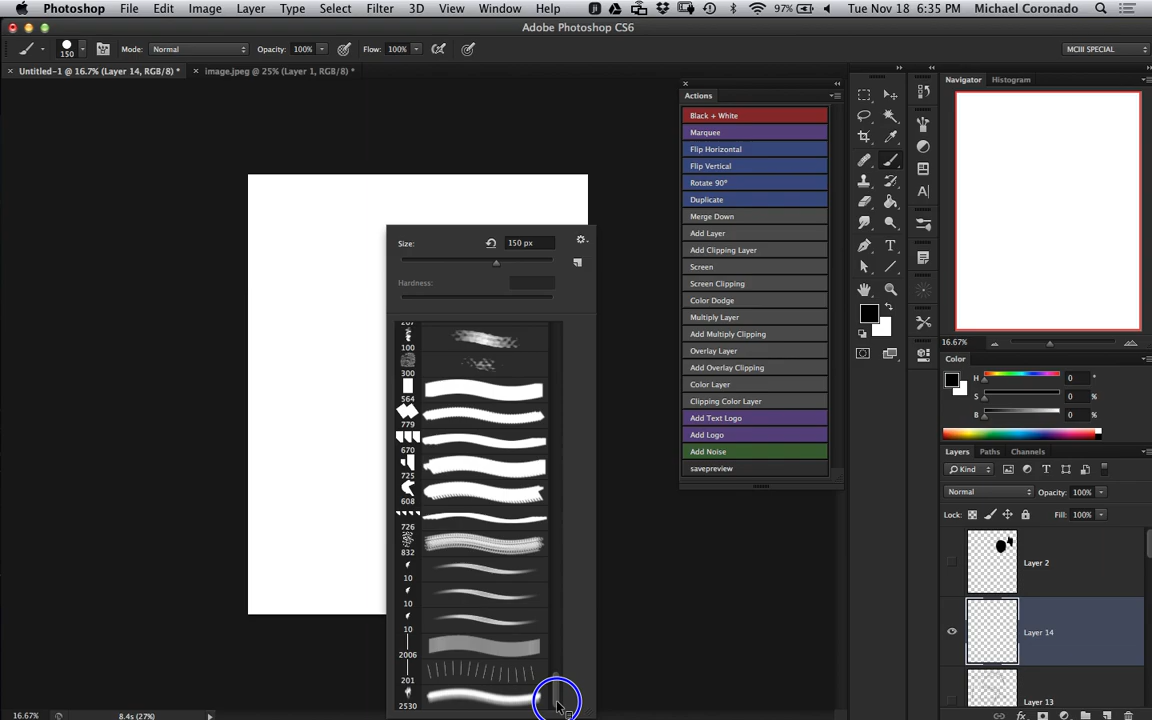 Photoshop File Edit Image Layer Type Select Filter 3D View Window Help 97% Tue Nov 18 6:35 PM Michael Coronado
Adobe Photoshop CS6
150 Mode: Normal Opacity: 100% Flow: 100% MCIII SPECIAL
Untitled-1 @ 16.7% (Layer 14, RGB/8) * image.jpeg @ 25% (Layer 1, RGB/8) *
Actions
Black + White
Marquee
Flip Horizontal
Flip Vertical
Rotate 90°
Duplicate
Merge Down
Add Layer
Add Clipping Layer
Screen
Screen Clipping
Color Dodge
Multiply Layer
Add Multiply Clipping
Overlay Layer
Add Overlay Clipping
Color Layer
Clipping Color Layer
Add Text Logo
Add Logo
Add Noise
savepreview
Size: 150 px
Hardness:
100
300
564
779
670
725
608
726
832
10
10
10
2006
201
2530
Navigator Histogram
16.67%
Color
H 0 °
S 0 %
B 0 %
Layers Paths Channels
Kind
Normal Opacity: 100%
Lock: Fill: 100%
Layer 2
Layer 14
Layer 13
16.67% 8.4s (27%)